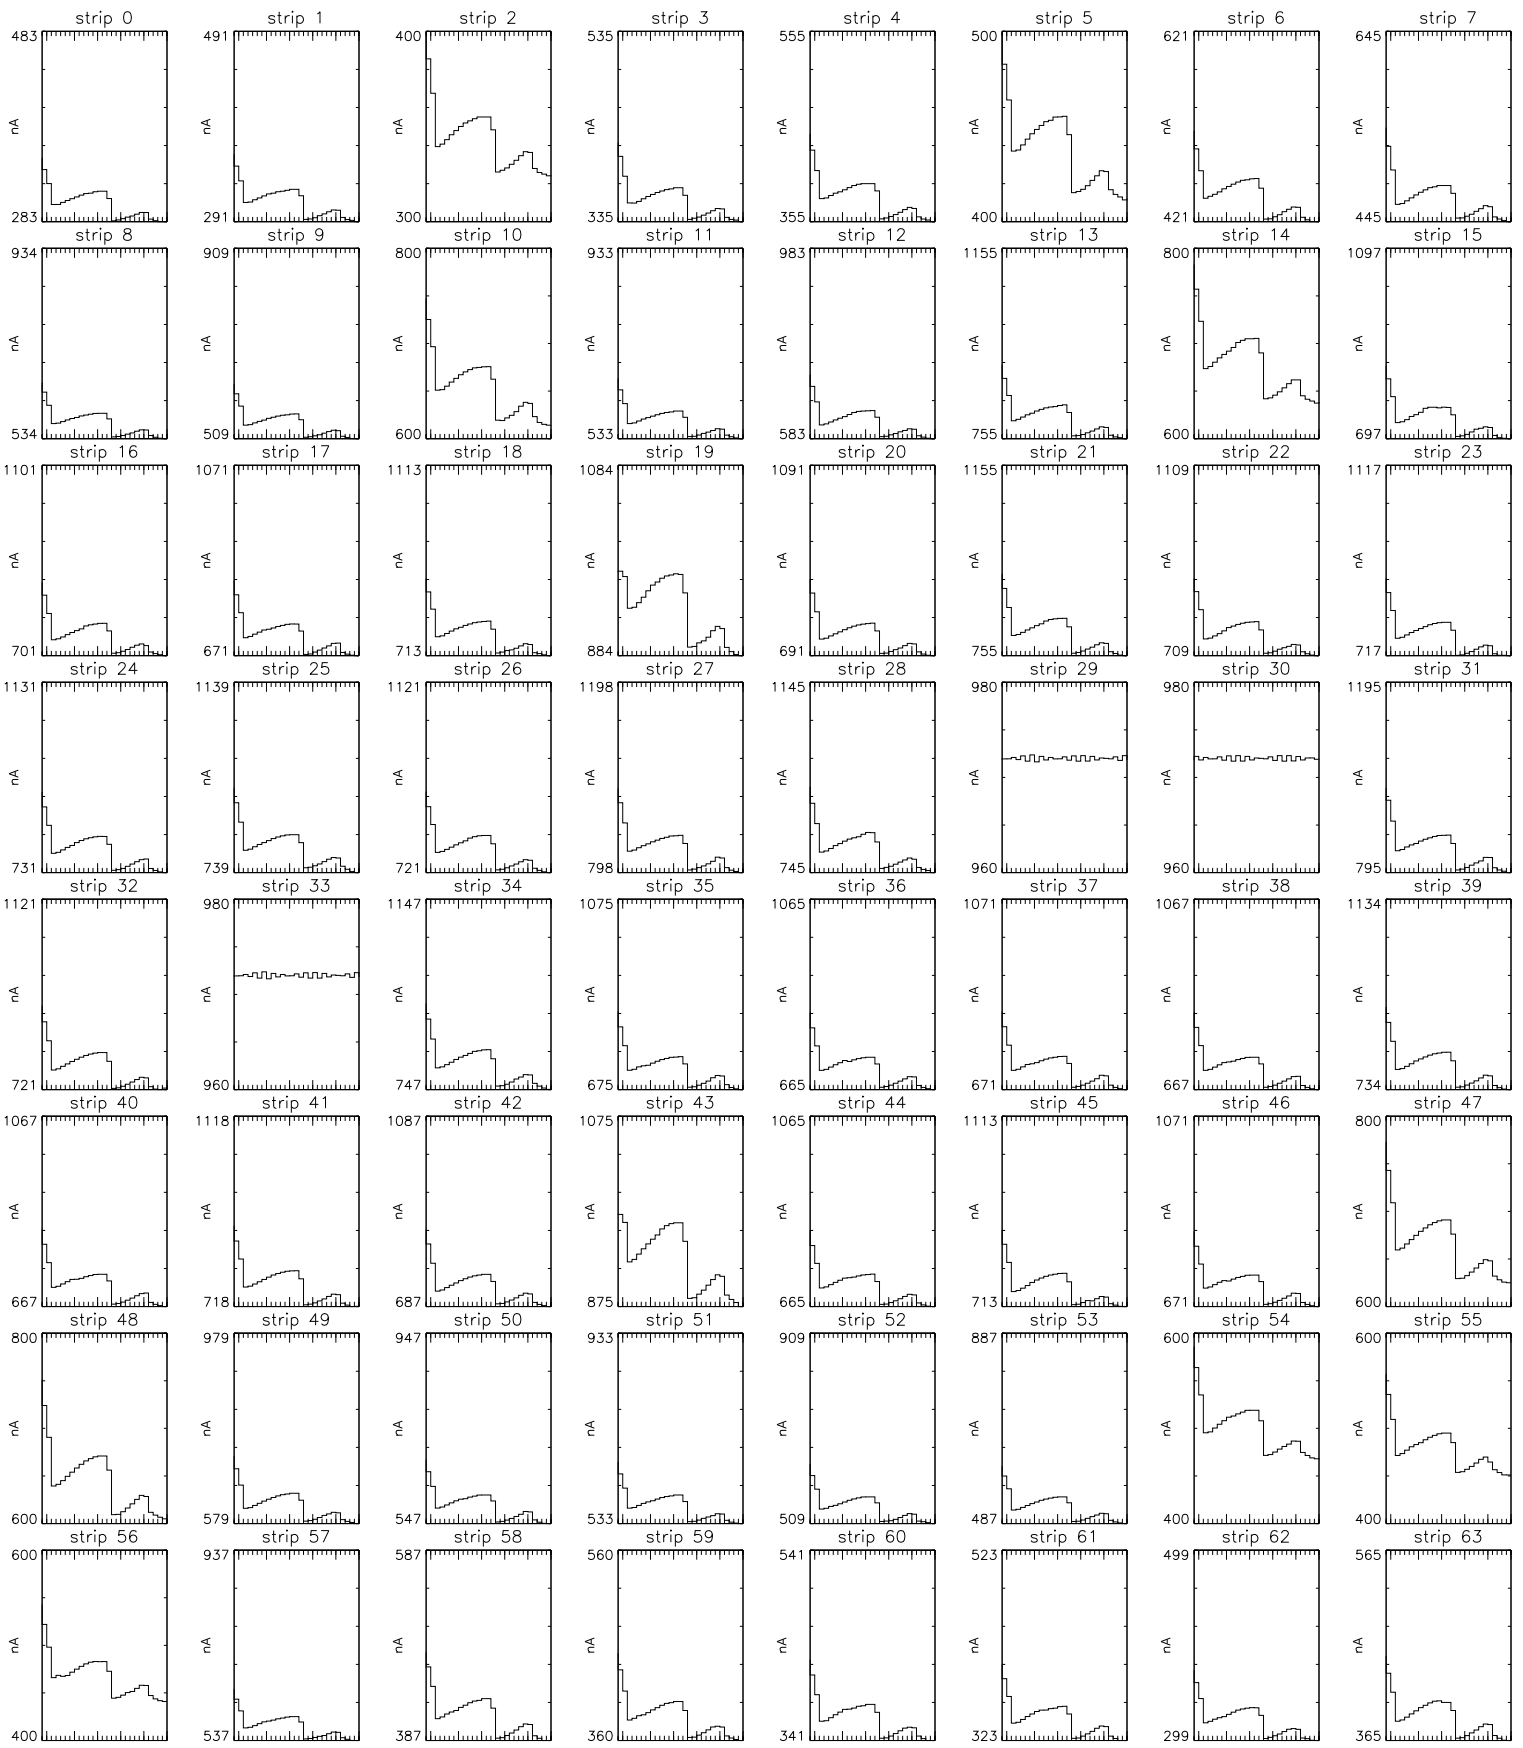 strip 0 strip 1 strip 2 strip 3 strip 4 strip 5 strip 6 strip 7
483 491 400 535 555 500 621 645
nA nA nA nA nA nA nA nA
283 291 300 335 355 400 421 445
strip 8 strip 9 strip 10 strip 11 strip 12 strip 13 strip 14 strip 15
934 909 800 933 983 1155 800 1097
nA nA nA nA nA nA nA nA
534 509 600 533 583 755 600 697
strip 16 strip 17 strip 18 strip 19 strip 20 strip 21 strip 22 strip 23
1101 1071 1113 1084 1091 1155 1109 1117
nA nA nA nA nA nA nA nA
701 671 713 884 691 755 709 717
strip 24 strip 25 strip 26 strip 27 strip 28 strip 29 strip 30 strip 31
1131 1139 1121 1198 1145 980 980 1195
nA nA nA nA nA nA nA nA
731 739 721 798 745 960 960 795
strip 32 strip 33 strip 34 strip 35 strip 36 strip 37 strip 38 strip 39
1121 980 1147 1075 1065 1071 1067 1134
nA nA nA nA nA nA nA nA
721 960 747 675 665 671 667 734
strip 40 strip 41 strip 42 strip 43 strip 44 strip 45 strip 46 strip 47
1067 1118 1087 1075 1065 1113 1071 800
nA nA nA nA nA nA nA nA
667 718 687 875 665 713 671 600
strip 48 strip 49 strip 50 strip 51 strip 52 strip 53 strip 54 strip 55
800 979 947 933 909 887 600 600
nA nA nA nA nA nA nA nA
600 579 547 533 509 487 400 400
strip 56 strip 57 strip 58 strip 59 strip 60 strip 61 strip 62 strip 63
600 937 587 560 541 523 499 565
nA nA nA nA nA nA nA nA
400 537 387 360 341 323 299 365